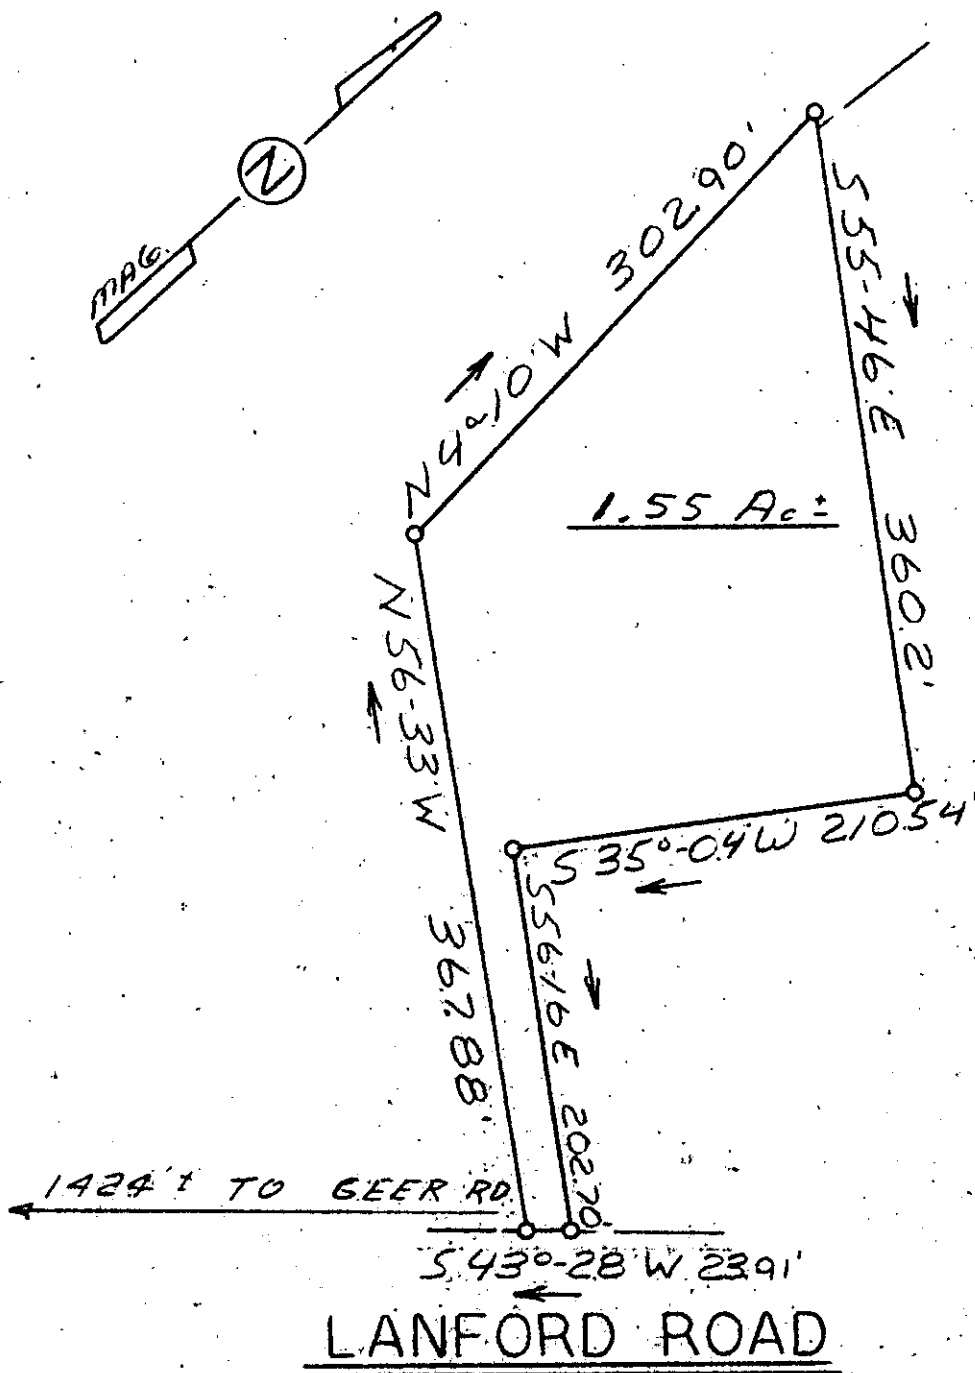 MAG.
N
N 4°10' W 302.90'
S 55-46' E 360.2'
1.55 Ac ±
N 56-33' W 367.88'
S 35°-04 W 210.54'
S 56-16 E 202.70'
1424' ± TO GEER RD
S 43°-28' W 23.91'
LANFORD ROAD